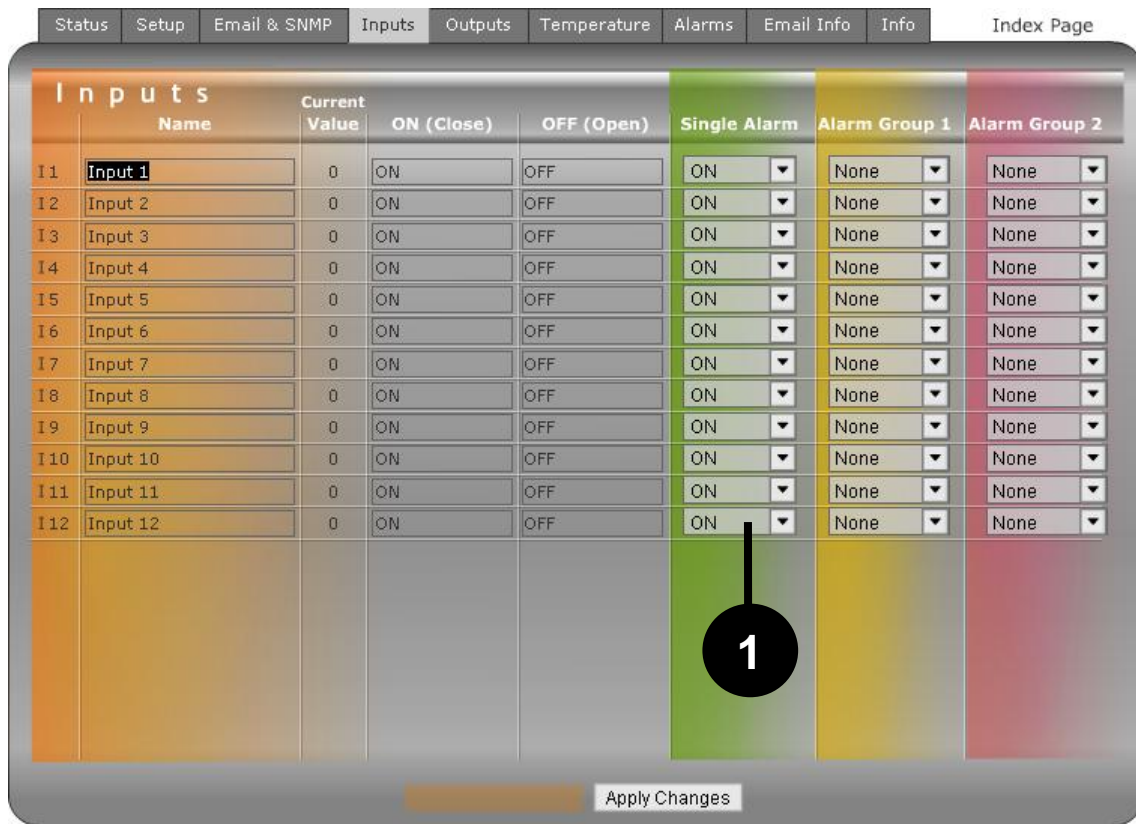 Status Setup Email & SNMP Inputs Outputs Temperature Alarms Email Info Info Index Page
Inputs
Name Current Value ON (Close) OFF (Open) Single Alarm Alarm Group 1 Alarm Group 2
I1 Input 1 0 ON OFF ON None None
I2 Input 2 0 ON OFF ON None None
I3 Input 3 0 ON OFF ON None None
I4 Input 4 0 ON OFF ON None None
I5 Input 5 0 ON OFF ON None None
I6 Input 6 0 ON OFF ON None None
I7 Input 7 0 ON OFF ON None None
I8 Input 8 0 ON OFF ON None None
I9 Input 9 0 ON OFF ON None None
I10 Input 10 0 ON OFF ON None None
I11 Input 11 0 ON OFF ON None None
I12 Input 12 0 ON OFF ON None None
1
Apply Changes